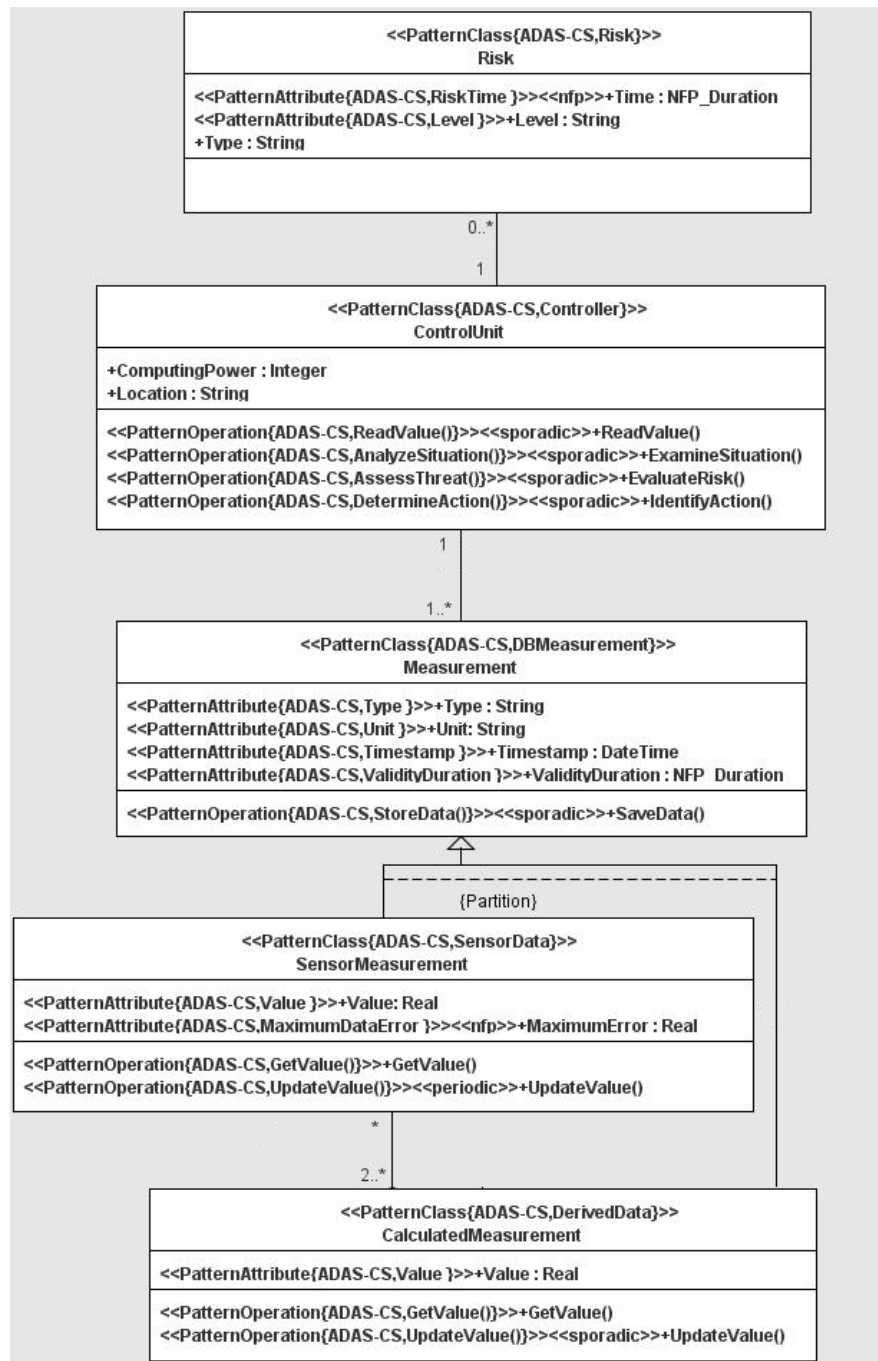 <<PatternClass{ADAS-CS,Risk}>>
Risk
<<PatternAttribute{ADAS-CS,RiskTime }>><<nfp>>+Time : NFP_Duration
<<PatternAttribute{ADAS-CS,Level }>>+Level : String
+Type : String
0..*
1
<<PatternClass{ADAS-CS,Controller}>>
ControlUnit
+ComputingPower : Integer
+Location : String
<<PatternOperation{ADAS-CS,ReadValue()}>><<sporadic>>+ReadValue()
<<PatternOperation{ADAS-CS,AnalyzeSituation()}>><<sporadic>>+ExamineSituation()
<<PatternOperation{ADAS-CS,AssessThreat()}>><<sporadic>>+EvaluateRisk()
<<PatternOperation{ADAS-CS,DetermineAction()}>><<sporadic>>+IdentifyAction()
1
1..*
<<PatternClass{ADAS-CS,DBMeasurement}>>
Measurement
<<PatternAttribute{ADAS-CS,Type }>>+Type : String
<<PatternAttribute{ADAS-CS,Unit }>>+Unit: String
<<PatternAttribute{ADAS-CS,Timestamp }>>+Timestamp : DateTime
<<PatternAttribute{ADAS-CS,ValidityDuration }>>+ValidityDuration : NFP_Duration
<<PatternOperation{ADAS-CS,StoreData()}>><<sporadic>>+SaveData()
{Partition}
<<PatternClass{ADAS-CS,SensorData}>>
SensorMeasurement
<<PatternAttribute{ADAS-CS,Value }>>+Value: Real
<<PatternAttribute{ADAS-CS,MaximumDataError }>><<nfp>>+MaximumError : Real
<<PatternOperation{ADAS-CS,GetValue()}>>+GetValue()
<<PatternOperation{ADAS-CS,UpdateValue()}>><<periodic>>+UpdateValue()
*
2..*
<<PatternClass{ADAS-CS,DerivedData}>>
CalculatedMeasurement
<<PatternAttribute{ADAS-CS,Value }>>+Value : Real
<<PatternOperation{ADAS-CS,GetValue()}>>+GetValue()
<<PatternOperation{ADAS-CS,UpdateValue()}>><<sporadic>>+UpdateValue()